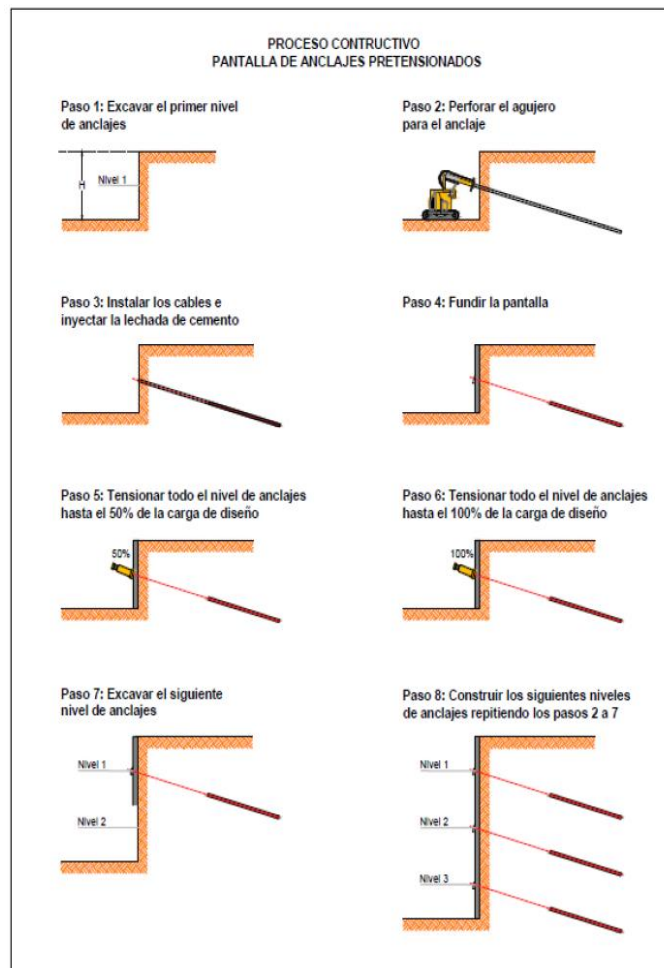 PROCESO CONTRUCTIVO
PANTALLA DE ANCLAJES PRETENSIONADOS
Paso 1: Excavar el primer nivel
de anclajes
H
Nivel 1
Paso 2: Perforar el agujero
para el anclaje
Paso 3: Instalar los cables e
inyectar la lechada de cemento
Paso 4: Fundir la pantalla
Paso 5: Tensionar todo el nivel de anclajes
hasta el 50% de la carga de diseño
50%
Paso 6: Tensionar todo el nivel de anclajes
hasta el 100% de la carga de diseño
100%
Paso 7: Excavar el siguiente
nivel de anclajes
Nivel 1
Nivel 2
Paso 8: Construir los siguientes niveles
de anclajes repitiendo los pasos 2 a 7
Nivel 1
Nivel 2
Nivel 3